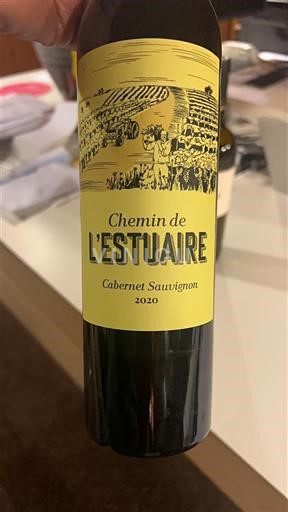 Chemin de
L'ESTUAIRE
Cabernet Sauvignon
2020